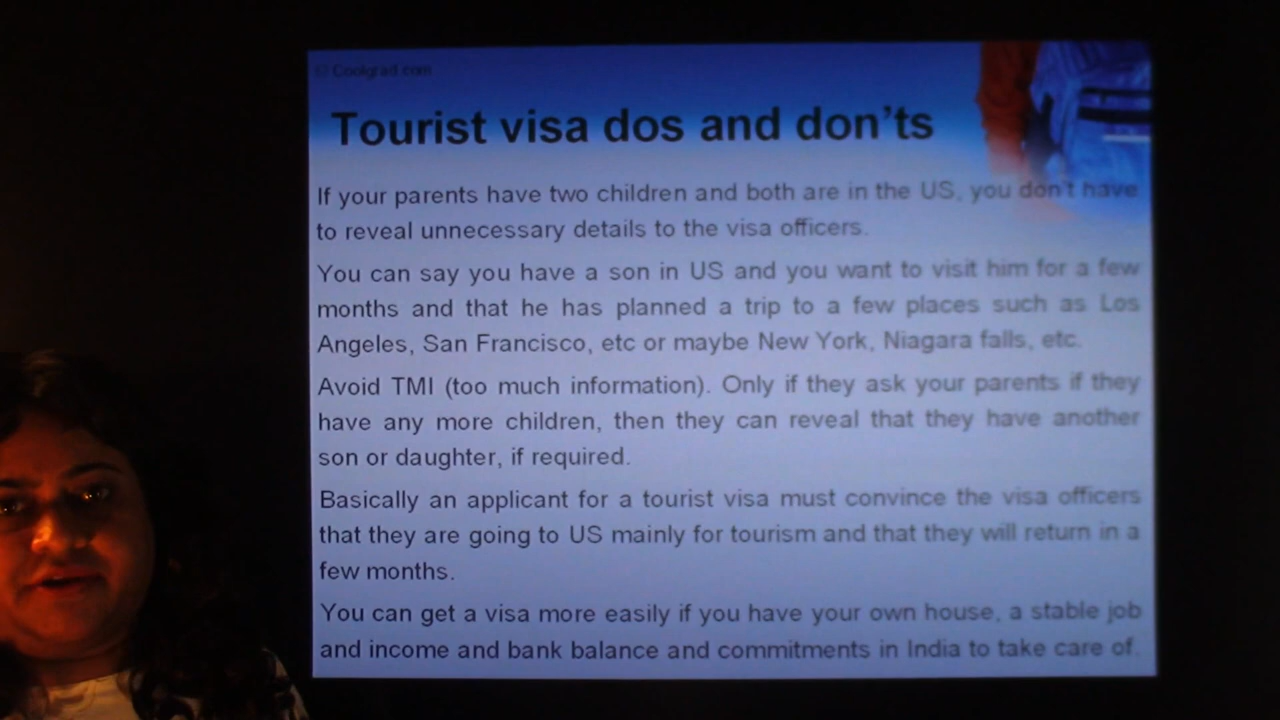 © Coolgrad.com
Tourist visa dos and don'ts
If your parents have two children and both are in the US, you don't have
to reveal unnecessary details to the visa officers.
You can say you have a son in US and you want to visit him for a few
months and that he has planned a trip to a few places such as Los
Angeles, San Francisco, etc or maybe New York, Niagara falls, etc.
Avoid TMI (too much information). Only if they ask your parents if they
have any more children, then they can reveal that they have another
son or daughter, if required.
Basically an applicant for a tourist visa must convince the visa officers
that they are going to US mainly for tourism and that they will return in a
few months.
You can get a visa more easily if you have your own house, a stable job
and income and bank balance and commitments in India to take care of.